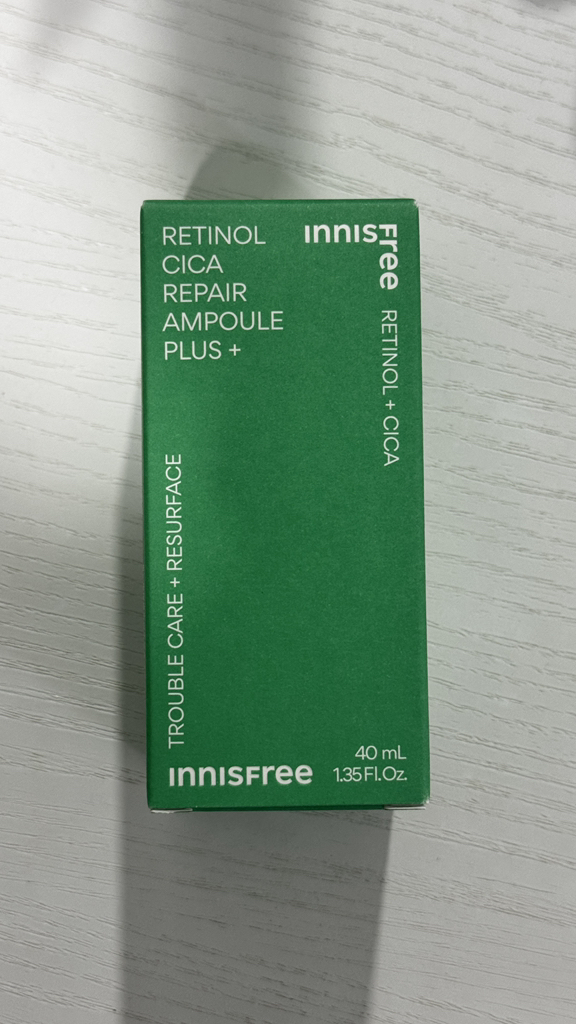 RETINOL
CICA
REPAIR
AMPOULE
PLUS +
innisFree
RETINOL + CICA
TROUBLE CARE + RESURFACE
innisFree
40 mL
1.35 Fl. Oz.